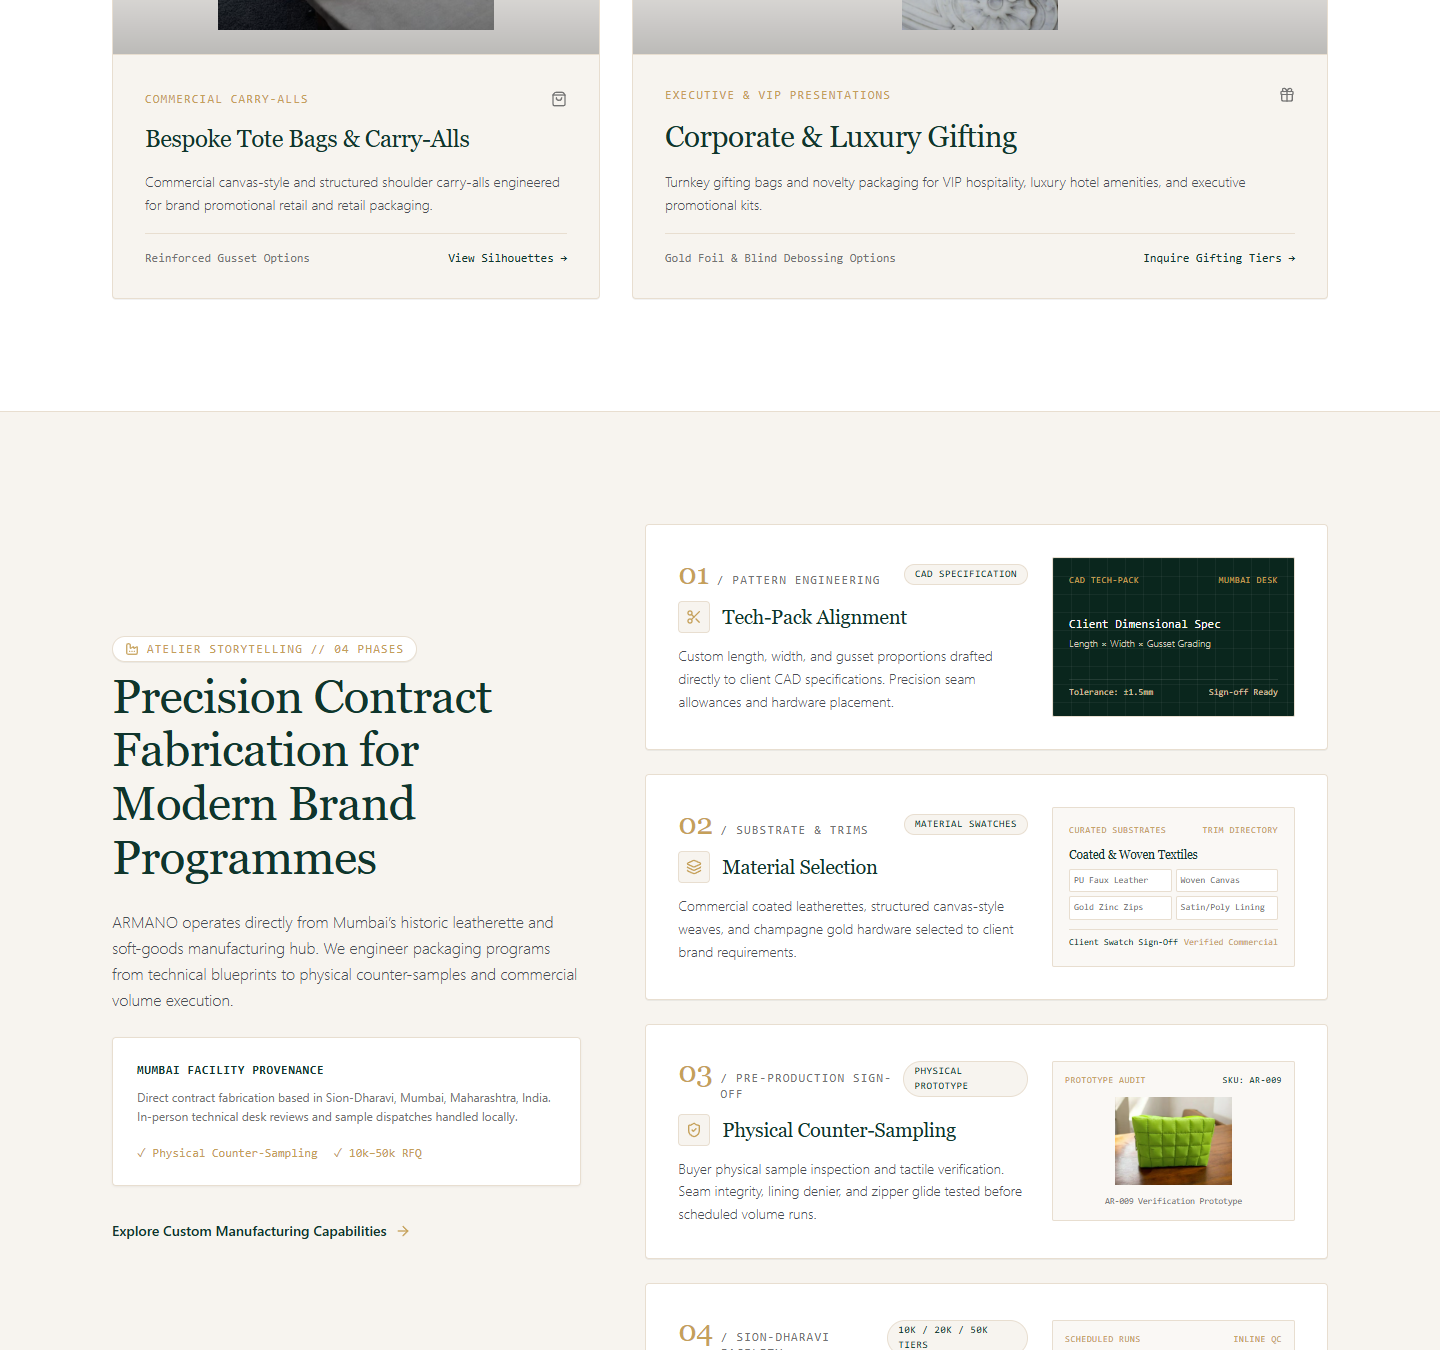 COMMERCIAL CARRY-ALLS
Bespoke Tote Bags & Carry-Alls
Commercial canvas-style and structured shoulder carry-alls engineered
for brand promotional retail and retail packaging.
Reinforced Gusset Options
View Silhouettes →
EXECUTIVE & VIP PRESENTATIONS
Corporate & Luxury Gifting
Turnkey gifting bags and novelty packaging for VIP hospitality, luxury hotel amenities, and executive
promotional kits.
Gold Foil & Blind Debossing Options
Inquire Gifting Tiers →
ATELIER STORYTELLING // 04 PHASES
Precision Contract
Fabrication for
Modern Brand
Programmes
ARMANO operates directly from Mumbai’s historic leatherette and
soft-goods manufacturing hub. We engineer packaging programs
from technical blueprints to physical counter-samples and commercial
volume execution.
MUMBAI FACILITY PROVENANCE
Direct contract fabrication based in Sion-Dharavi, Mumbai, Maharashtra, India.
In-person technical desk reviews and sample dispatches handled locally.
✓ Physical Counter-Sampling ✓ 10k–50k RFQ
Explore Custom Manufacturing Capabilities →
01 / PATTERN ENGINEERING
CAD SPECIFICATION
Tech-Pack Alignment
Custom length, width, and gusset proportions drafted
directly to client CAD specifications. Precision seam
allowances and hardware placement.
CAD TECH-PACK
MUMBAI DESK
Client Dimensional Spec
Length × Width × Gusset Grading
Tolerance: ±1.5mm
Sign-off Ready
02 / SUBSTRATE & TRIMS
MATERIAL SWATCHES
Material Selection
Commercial coated leatherettes, structured canvas-style
weaves, and champagne gold hardware selected to client
brand requirements.
CURATED SUBSTRATES
TRIM DIRECTORY
Coated & Woven Textiles
PU Faux Leather
Woven Canvas
Gold Zinc Zips
Satin/Poly Lining
Client Swatch Sign-Off
Verified Commercial
03 / PRE-PRODUCTION SIGN-
OFF
PHYSICAL
PROTOTYPE
Physical Counter-Sampling
Buyer physical sample inspection and tactile verification.
Seam integrity, lining denier, and zipper glide tested before
scheduled volume runs.
PROTOTYPE AUDIT
SKU: AR-009
AR-009 Verification Prototype
04 / SION-DHARAVI
10K / 20K / 50K
TIERS
SCHEDULED RUNS
INLINE QC